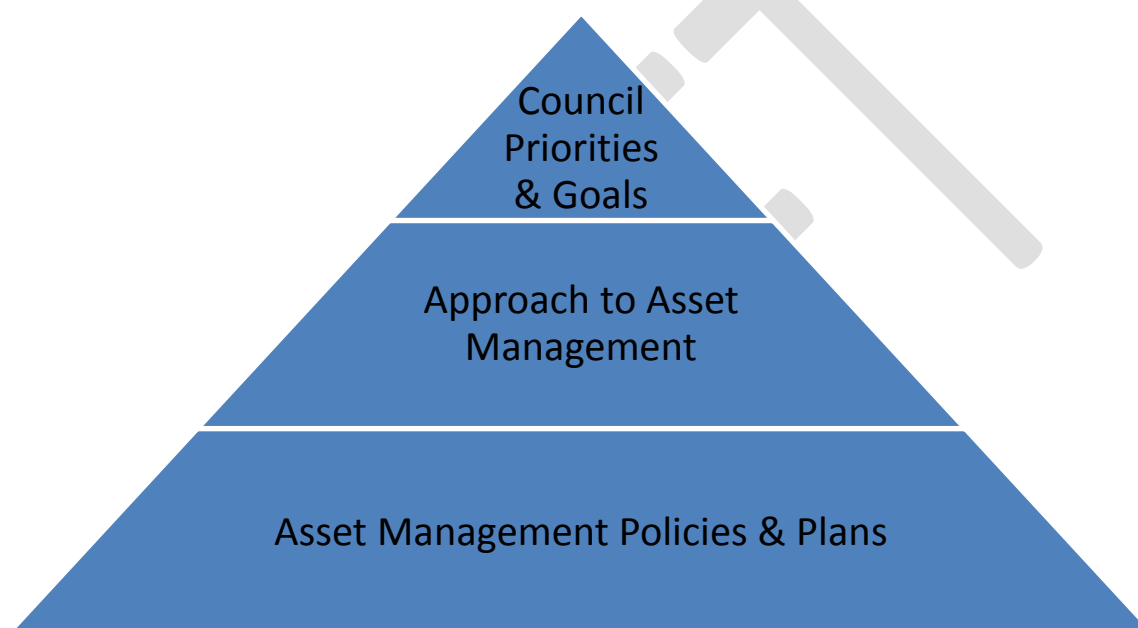 Council
Priorities
& Goals
Approach to Asset
Management
Asset Management Policies & Plans